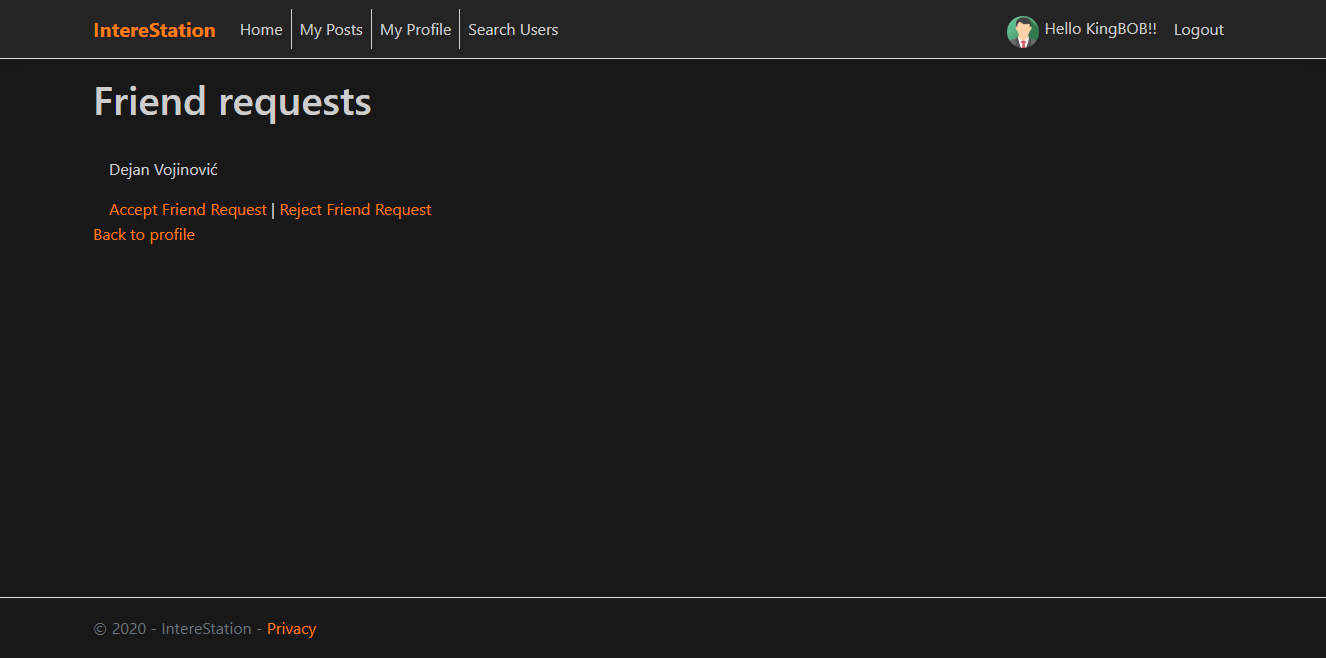 IntereStation Home My Posts My Profile Search Users Hello KingBOB!! Logout
Friend requests
Dejan Vojinović
Accept Friend Request | Reject Friend Request
Back to profile
© 2020 - IntereStation - Privacy